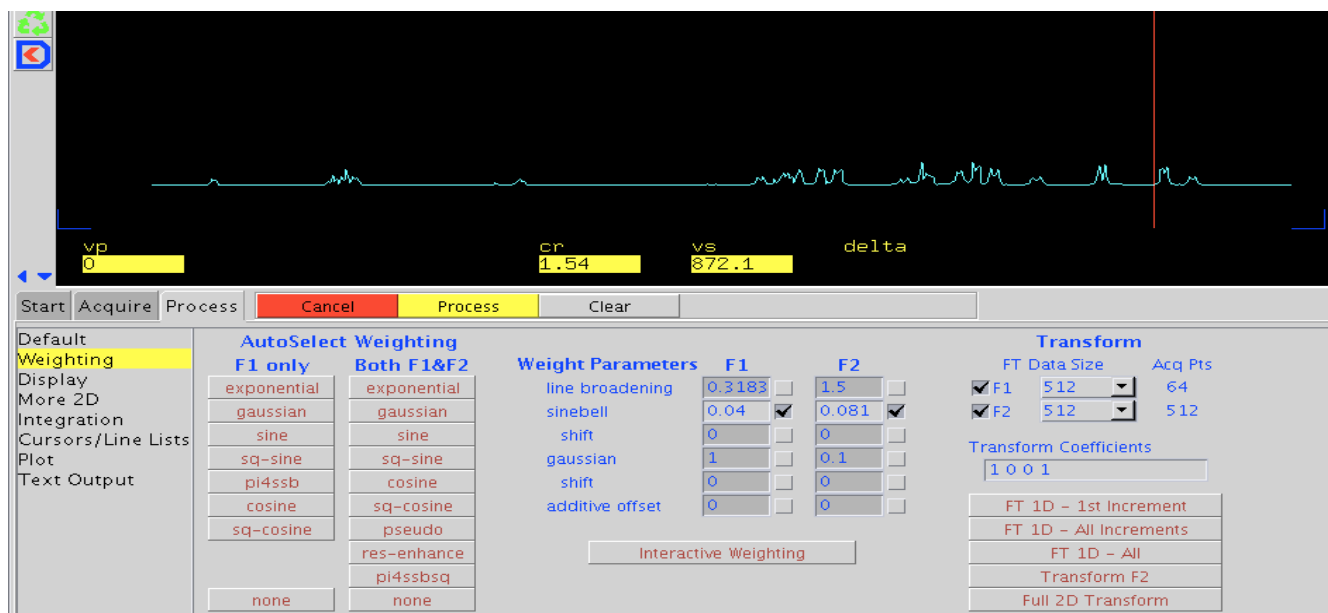 vp cr vs delta
0 1.54 872.1
Start Acquire Process Cancel Process Clear
Default
Weighting
Display
More 2D
Integration
Cursors/Line Lists
Plot
Text Output
AutoSelect Weighting
F1 only Both F1&F2
exponential exponential
gaussian gaussian
sine sine
sq-sine sq-sine
pi4ssb cosine
cosine sq-cosine
sq-cosine pseudo
res-enhance
pi4ssbsq
none none
Weight Parameters F1 F2
line broadening 0.3183 1.5
sinebell 0.04 0.081
shift 0 0
gaussian 1 0.1
shift 0 0
additive offset 0 0
Interactive Weighting
Transform
FT Data Size Acq Pts
F1 512 64
F2 512 512
Transform Coefficients
1 0 0 1
FT 1D - 1st Increment
FT 1D - All Increments
FT 1D - All
Transform F2
Full 2D Transform